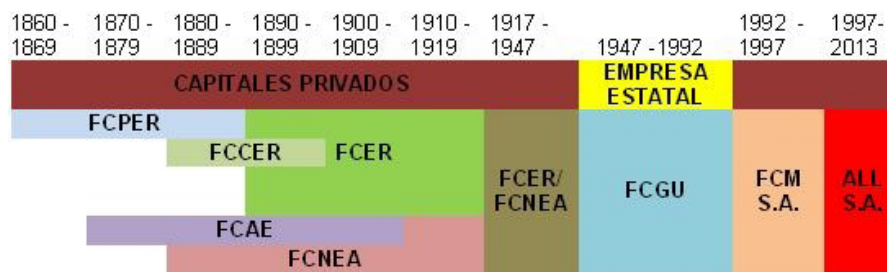 1860 - 1870 - 1880 - 1890 - 1900 - 1910 - 1917 - 1992 - 1997-
1869 1879 1889 1899 1909 1919 1947 1947 -1992 1997 2013
CAPITALES PRIVADOS
EMPRESA
ESTATAL
FCPER
FCCER
FCER
FCER/
FCNEA
FCGU
FCM
S.A.
ALL
S.A.
FCAE
FCNEA